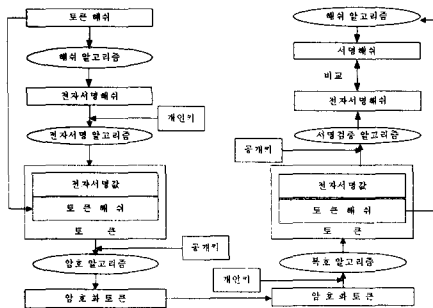 토큰 해쉬
해쉬 알고리즘
전자서명해쉬
개인키
전자서명 알고리즘
전자서명값
토 큰 해 쉬
토 큰
공개키
암호 알고리즘
암 호 화 토 큰
해쉬 알고리즘
서명해쉬
비교
전자서명해쉬
서명검증 알고리즘
공개키
전자서명값
토 큰 해 쉬
토 큰
복호 알고리즘
개인키
암 호 화 토 큰